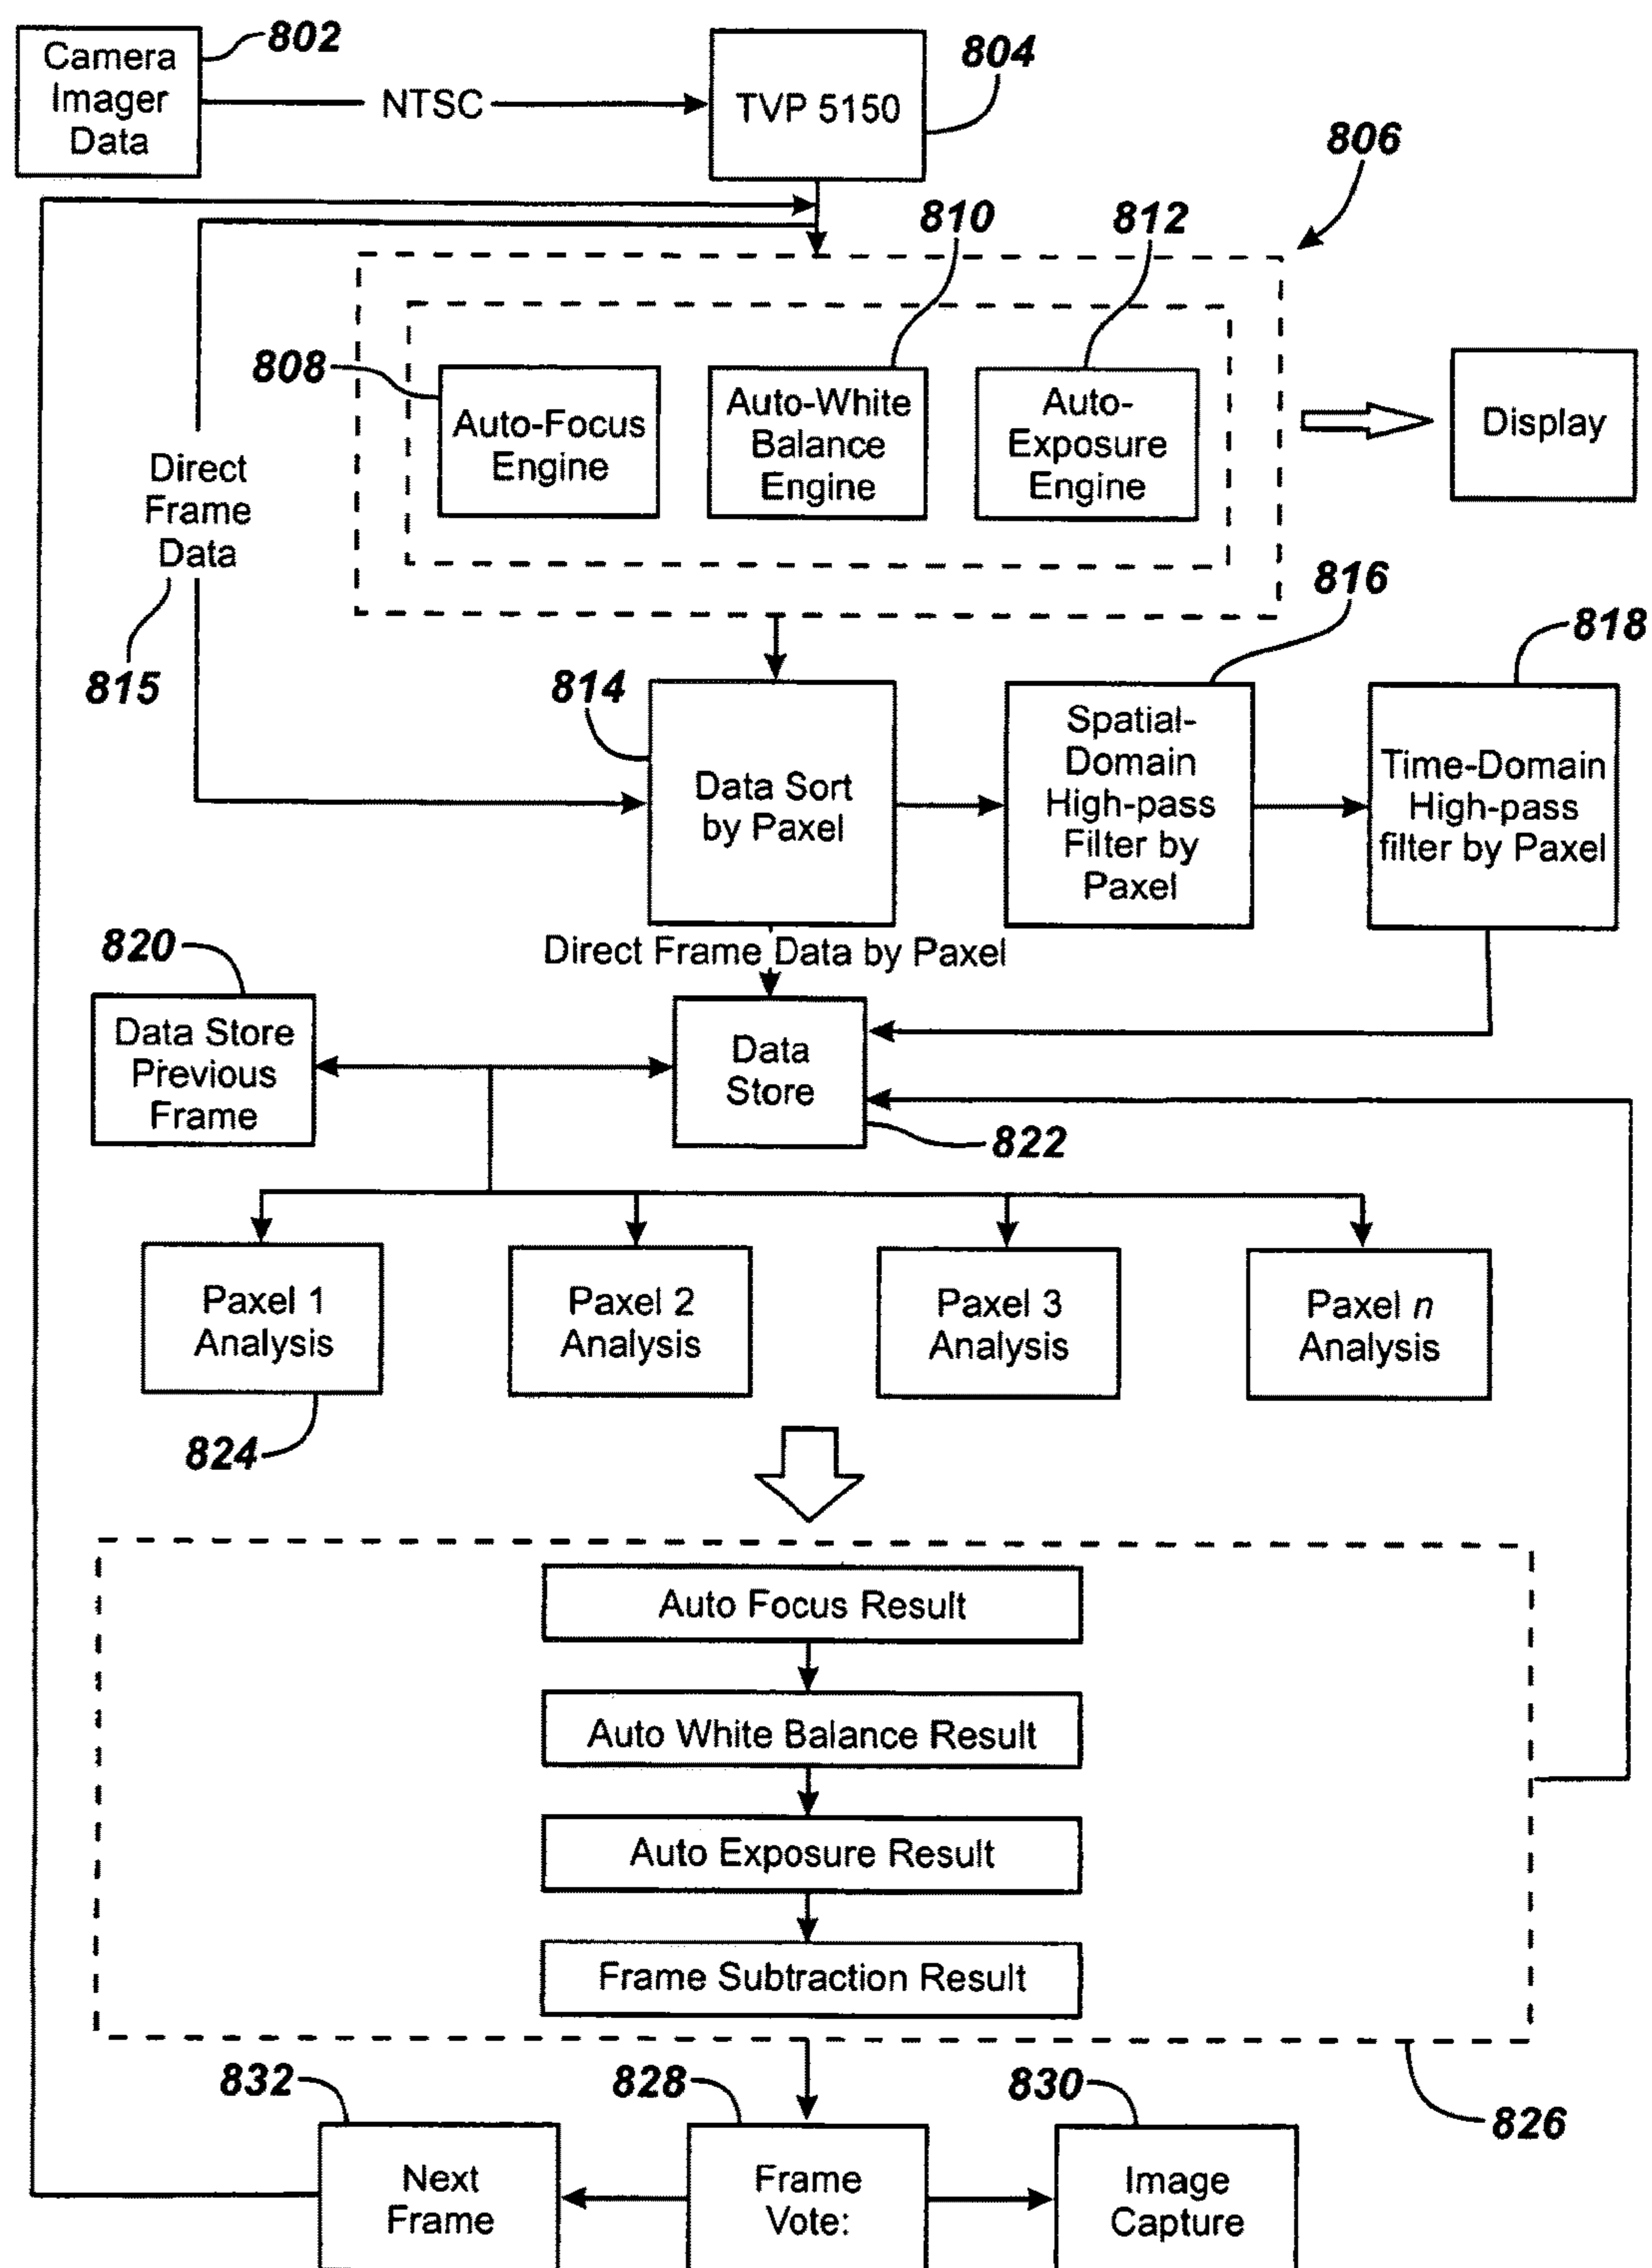 802
Camera
Imager
Data
NTSC
TVP 5150
804
806
810
812
808
Auto-Focus
Engine
Auto-White
Balance
Engine
Auto-
Exposure
Engine
Display
Direct
Frame
Data
815
816
818
814
Data Sort
by Paxel
Spatial-
Domain
High-pass
Filter by
Paxel
Time-Domain
High-pass
filter by Paxel
Direct Frame Data by Paxel
820
Data Store
Previous
Frame
Data
Store
822
Paxel 1
Analysis
Paxel 2
Analysis
Paxel 3
Analysis
Paxel n
Analysis
824
Auto Focus Result
Auto White Balance Result
Auto Exposure Result
Frame Subtraction Result
826
832
828
830
Next
Frame
Frame
Vote:
Image
Capture